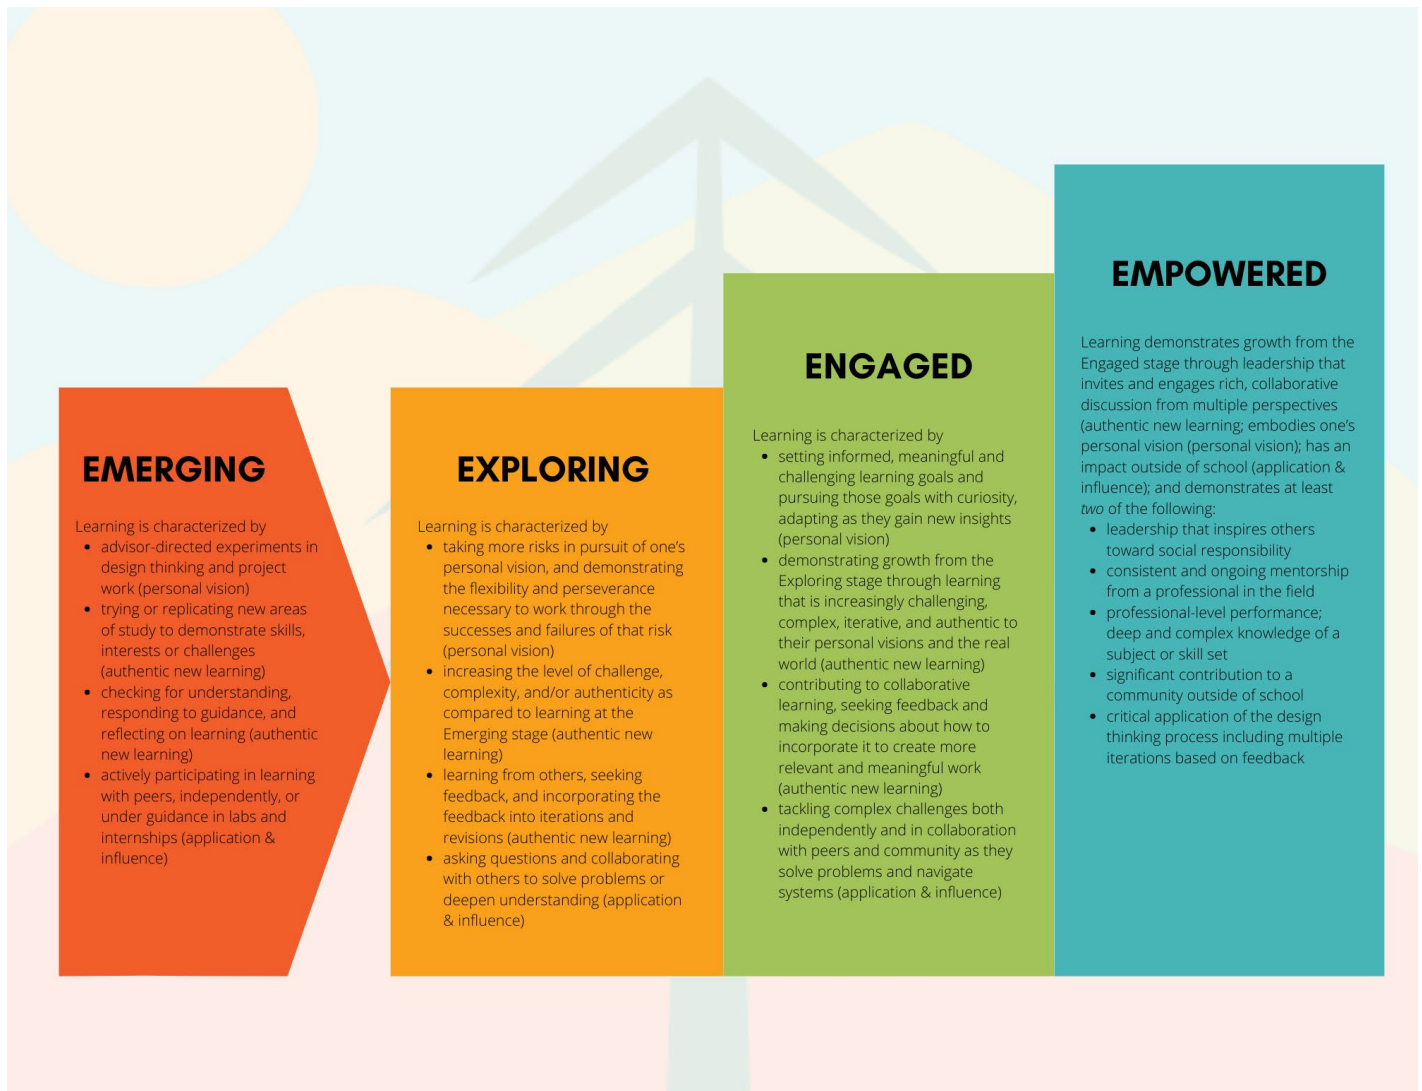 EMERGING
Learning is characterized by
• advisor-directed experiments in
design thinking and project
work (personal vision)
• trying or replicating new areas
of study to demonstrate skills,
interests or challenges
(authentic new learning)
• checking for understanding,
responding to guidance, and
reflecting on learning (authentic
new learning)
• actively participating in learning
with peers, independently, or
under guidance in labs and
internships (application &
influence)
EXPLORING
Learning is characterized by
• taking more risks in pursuit of one's
personal vision, and demonstrating
the flexibility and perseverance
necessary to work through the
successes and failures of that risk
(personal vision)
• increasing the level of challenge,
complexity, and/or authenticity as
compared to learning at the
Emerging stage (authentic new
learning)
• learning from others, seeking
feedback, and incorporating the
feedback into iterations and
revisions (authentic new learning)
• asking questions and collaborating
with others to solve problems or
deepen understanding (application
& influence)
ENGAGED
Learning is characterized by
• setting informed, meaningful and
challenging learning goals and
pursuing those goals with curiosity,
adapting as they gain new insights
(personal vision)
• demonstrating growth from the
Exploring stage through learning
that is increasingly challenging,
complex, iterative, and authentic to
their personal visions and the real
world (authentic new learning)
• contributing to collaborative
learning, seeking feedback and
making decisions about how to
incorporate it to create more
relevant and meaningful work
(authentic new learning)
• tackling complex challenges both
independently and in collaboration
with peers and community as they
solve problems and navigate
systems (application & influence)
EMPOWERED
Learning demonstrates growth from the
Engaged stage through leadership that
invites and engages rich, collaborative
discussion from multiple perspectives
(authentic new learning; embodies one's
personal vision (personal vision); has an
impact outside of school (application &
influence); and demonstrates at least
two of the following:
• leadership that inspires others
toward social responsibility
• consistent and ongoing mentorship
from a professional in the field
• professional-level performance;
deep and complex knowledge of a
subject or skill set
• significant contribution to a
community outside of school
• critical application of the design
thinking process including multiple
iterations based on feedback